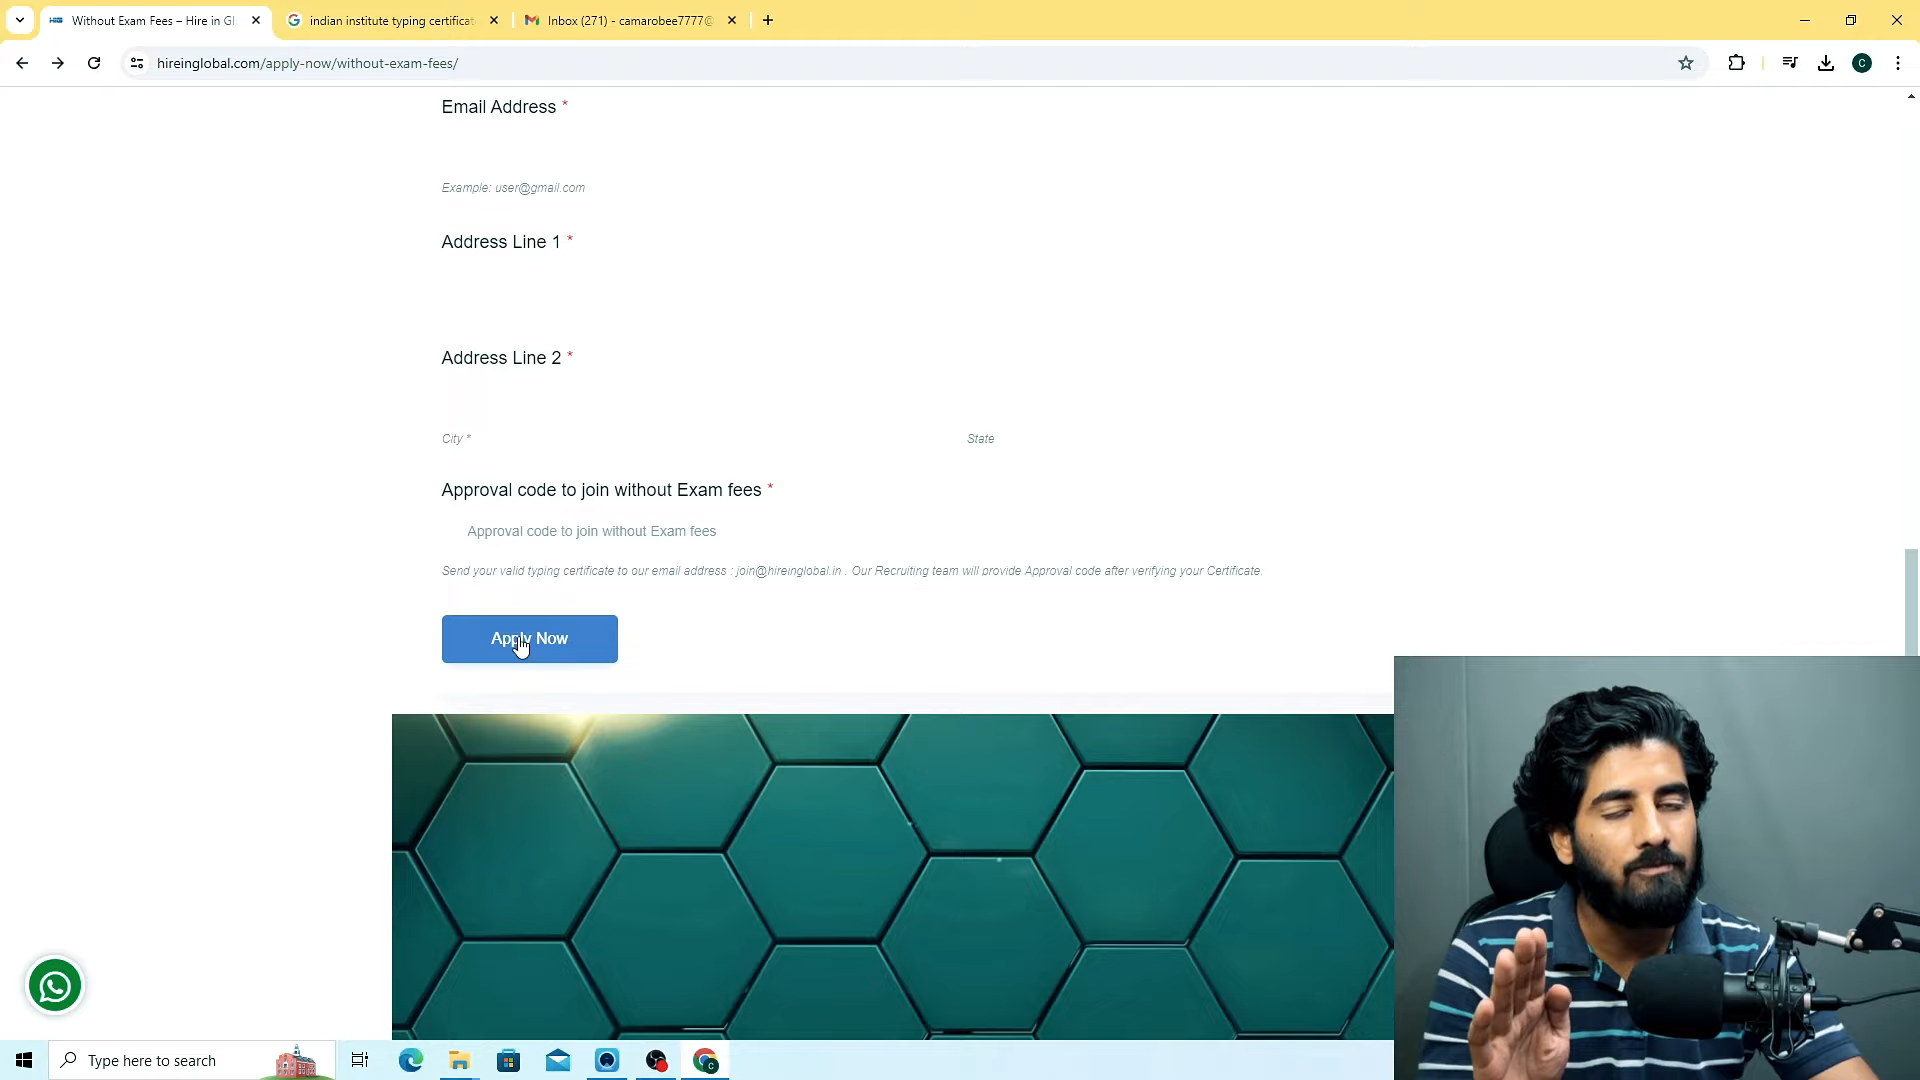 Without Exam Fees – Hire in Gl
indian institute typing certificat
Inbox (271) - camarobee7777@
hireinglobal.com/apply-now/without-exam-fees/
C
Email Address *
Example: user@gmail.com
Address Line 1 *
Address Line 2 *
City *
State
Approval code to join without Exam fees *
Approval code to join without Exam fees
Send your valid typing certificate to our email address : join@hireinglobal.in . Our Recruiting team will provide Approval code after verifying your Certificate.
Apply Now
Type here to search